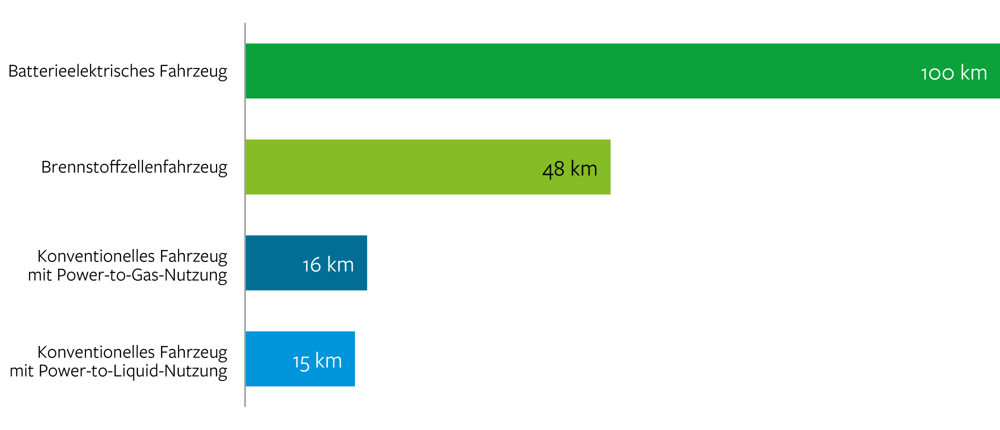 Batterieelektrisches Fahrzeug
100 km
Brennstoffzellenfahrzeug
48 km
Konventionelles Fahrzeug
mit Power-to-Gas-Nutzung
16 km
Konventionelles Fahrzeug
mit Power-to-Liquid-Nutzung
15 km